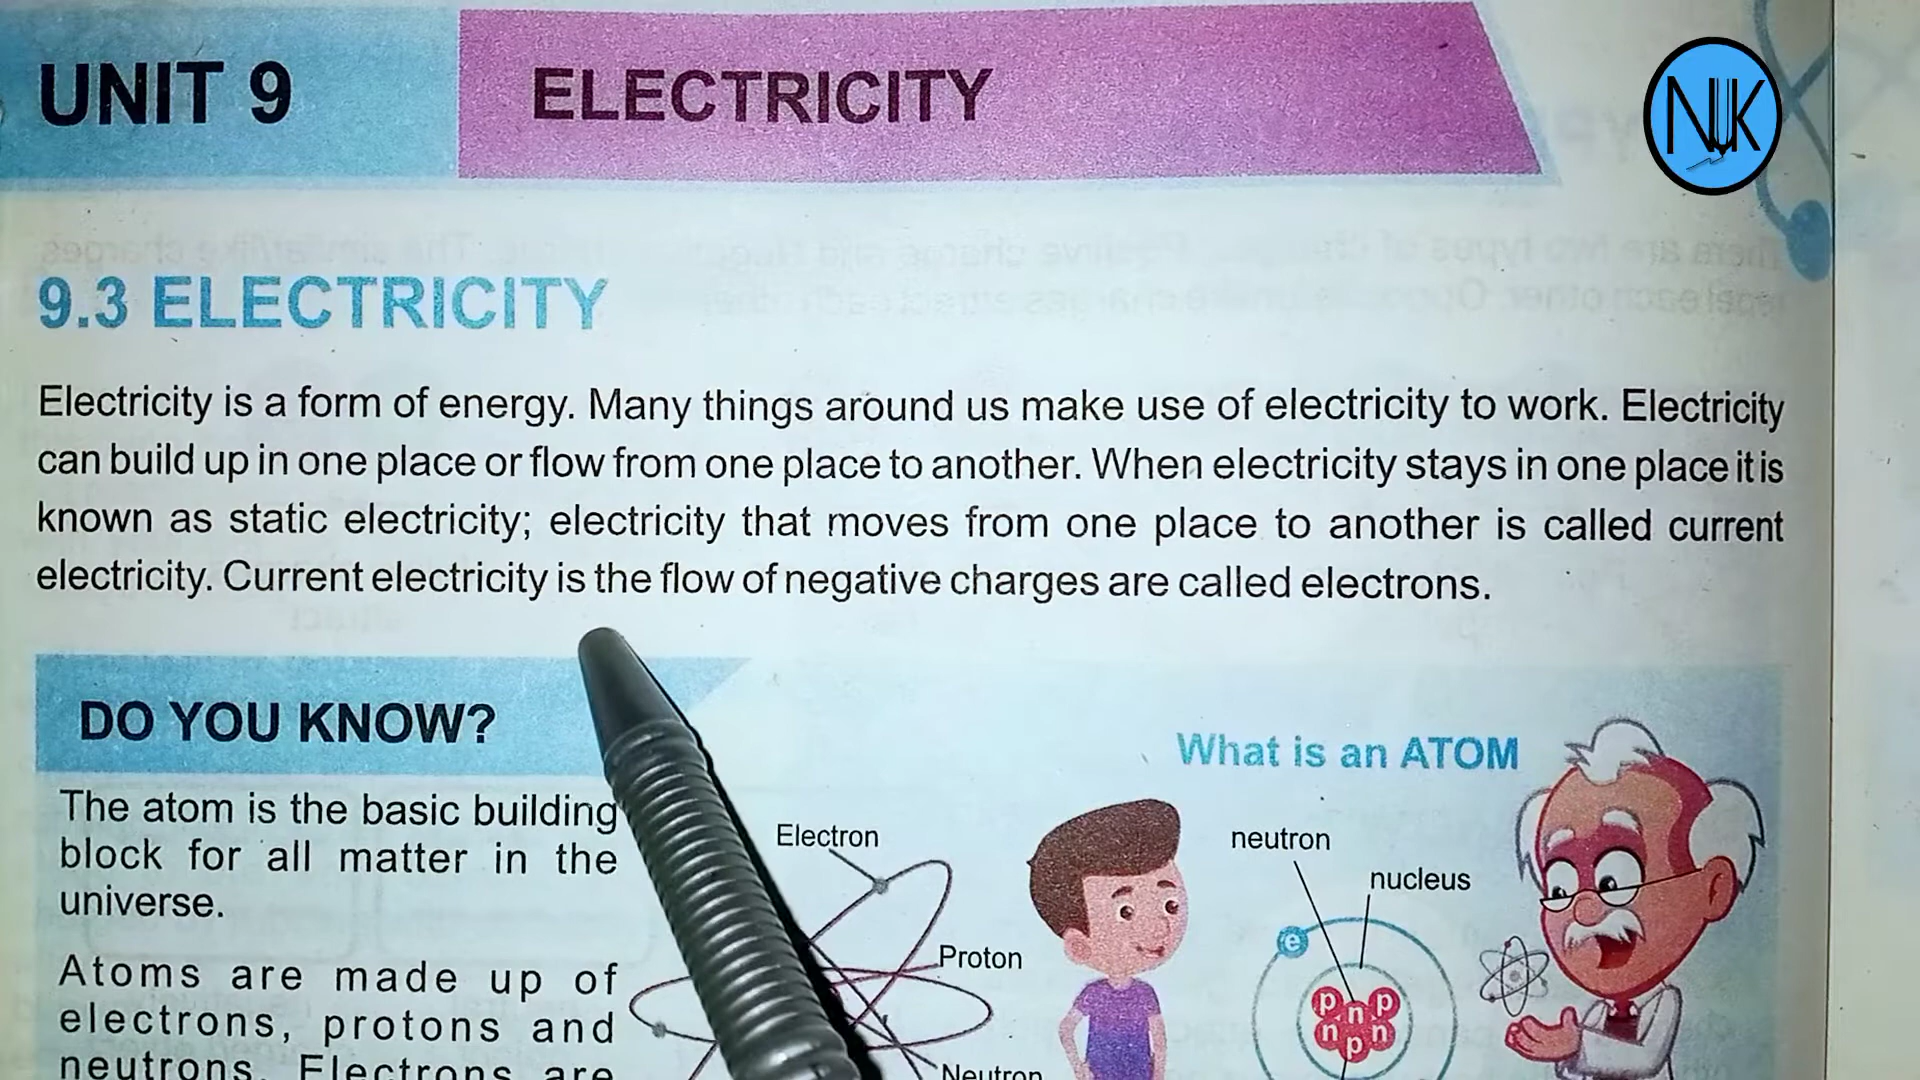 UNIT 9
ELECTRICITY
NK
9.3 ELECTRICITY
Electricity is a form of energy. Many things around us make use of electricity to work. Electricity
can build up in one place or flow from one place to another. When electricity stays in one place it is
known as static electricity; electricity that moves from one place to another is called current
electricity. Current electricity is the flow of negative charges are called electrons.
DO YOU KNOW?
The atom is the basic building
block for all matter in the
universe.
Atoms are made up of
electrons, protons and
neutrons. Electrons are
Electron
Proton
Neutron
What is an ATOM
neutron
nucleus
e
p p
n
n n
p